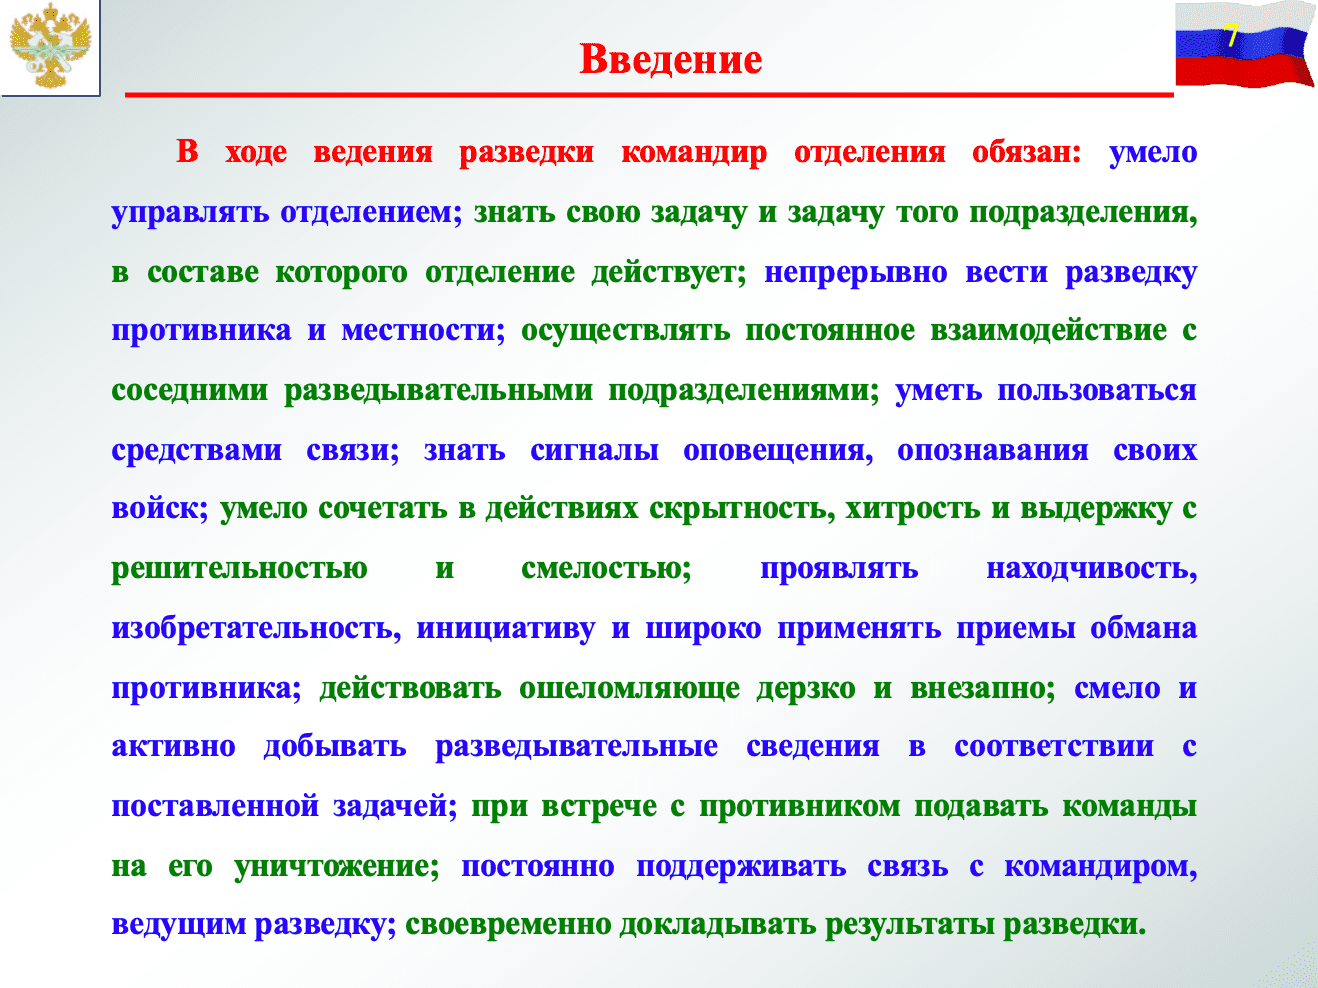 7
Введение
В ходе ведения разведки командир отделения обязан: умело
управлять отделением; знать свою задачу и задачу того подразделения,
в составе которого отделение действует; непрерывно вести разведку
противника и местности; осуществлять постоянное взаимодействие с
соседними разведывательными подразделениями; уметь пользоваться
средствами связи; знать сигналы оповещения, опознавания своих
войск; умело сочетать в действиях скрытность, хитрость и выдержку с
решительностью и смелостью; проявлять находчивость,
изобретательность, инициативу и широко применять приемы обмана
противника; действовать ошеломляюще дерзко и внезапно; смело и
активно добывать разведывательные сведения в соответствии с
поставленной задачей; при встрече с противником подавать команды
на его уничтожение; постоянно поддерживать связь с командиром,
ведущим разведку; своевременно докладывать результаты разведки.